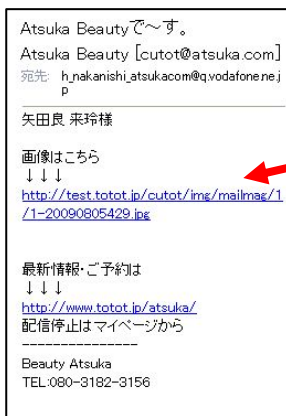 Atsuka Beautyで～す。
Atsuka Beauty [cutot@atsuka.com]
宛先: h_nakanishi_atsukacom@q.vodafone.ne.j
p
矢田良 来玲様
画像はこちら
↓↓↓
http://test.totot.jp/cutot/img/mailmag/1
/1-20090805429.jpg
最新情報・ご予約は
↓↓↓
http://www.totot.jp/atsuka/
配信停止はマイページから
---------------
Beauty Atsuka
TEL:080-3182-3156